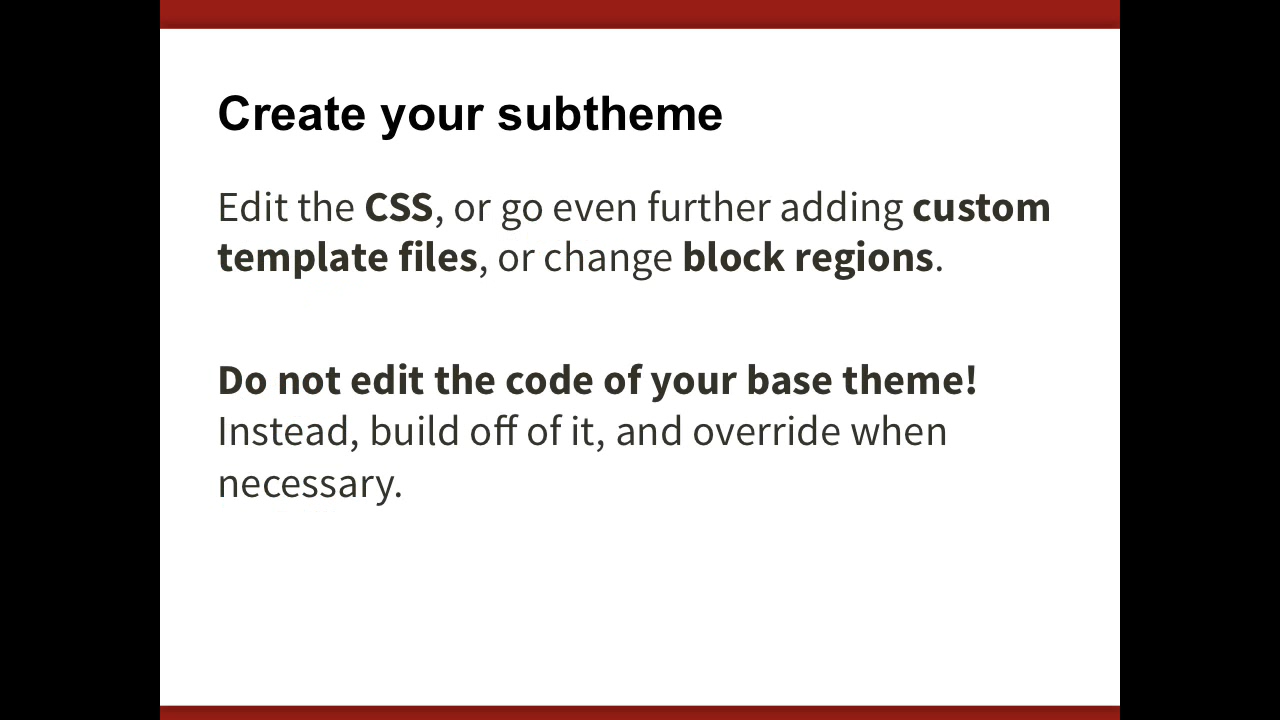 Create your subtheme
Edit the CSS, or go even further adding custom
template files, or change block regions.
Do not edit the code of your base theme!
Instead, build off of it, and override when
necessary.